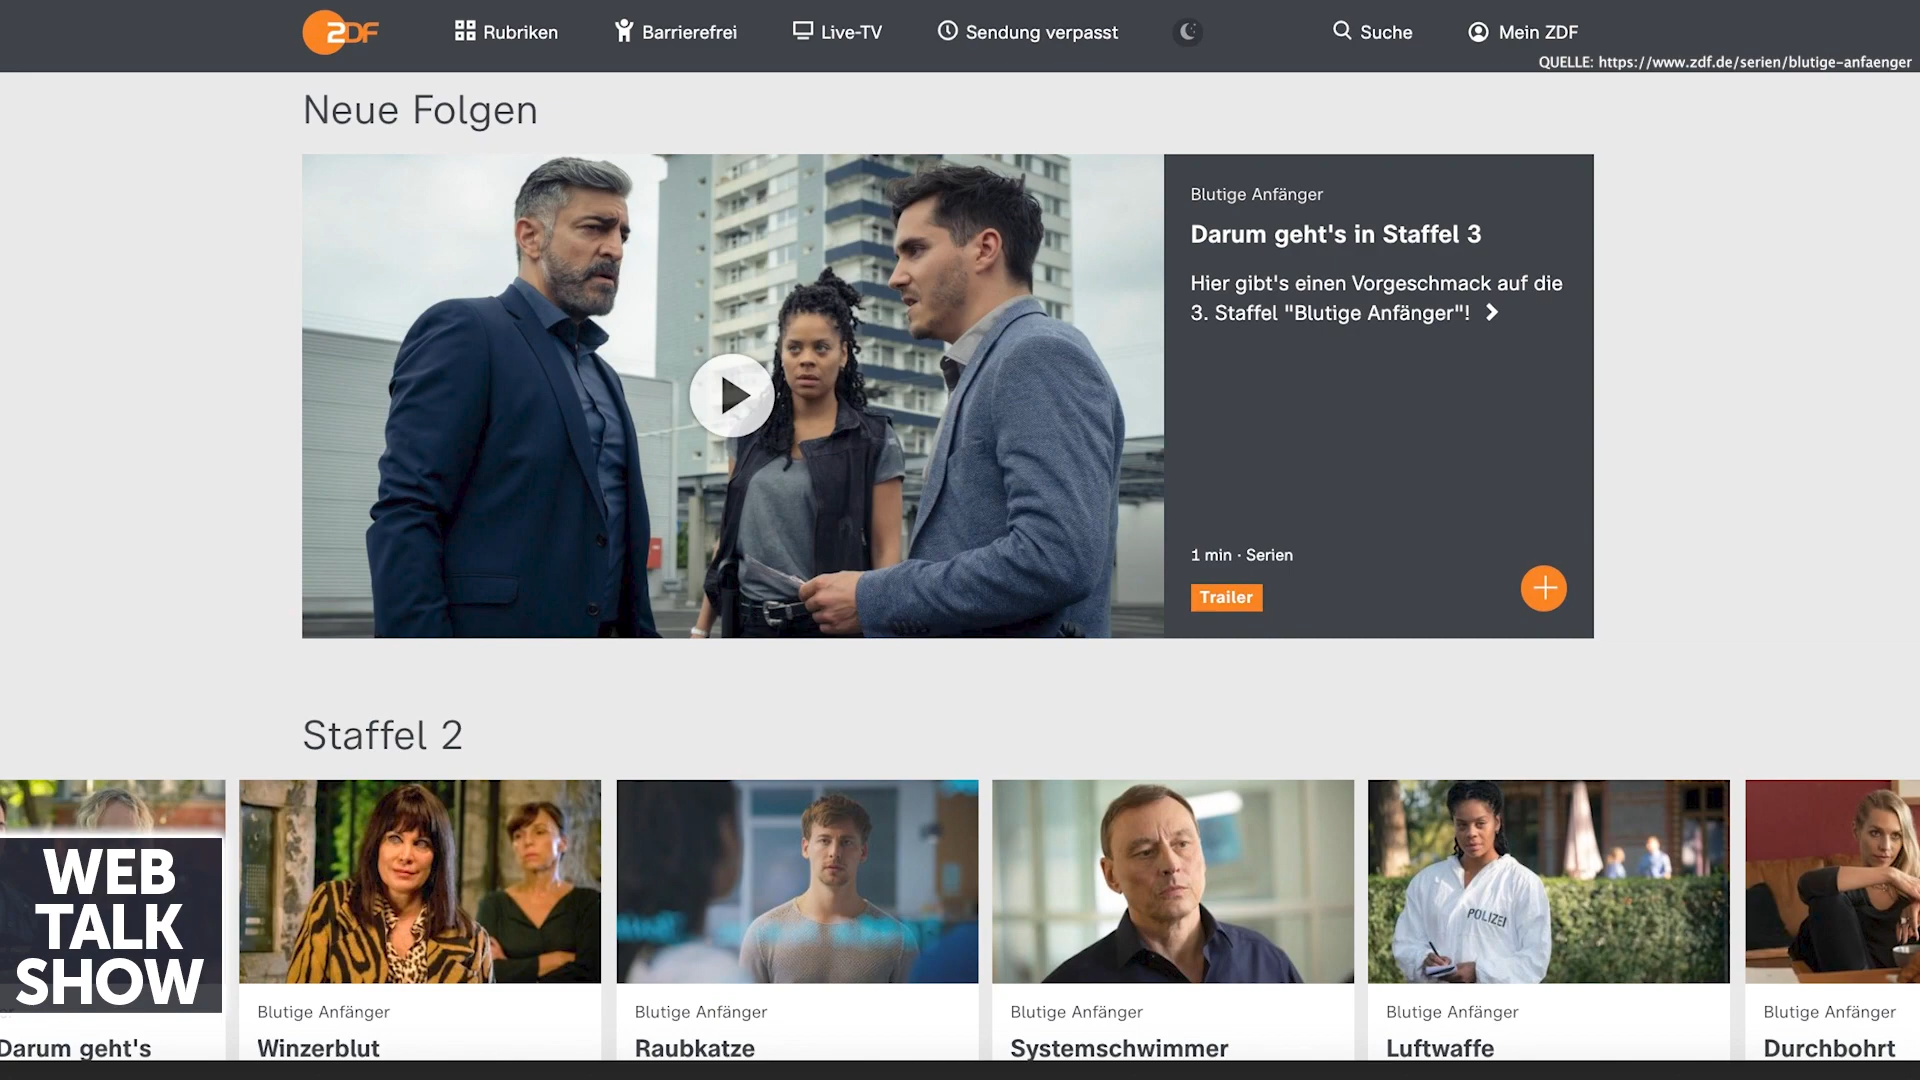 ZDF
Rubriken
Barrierefrei
Live-TV
Sendung verpasst
Suche
Mein ZDF
QUELLE: https://www.zdf.de/serien/blutige-anfaenger
Neue Folgen
Blutige Anfänger
Darum geht's in Staffel 3
Hier gibt's einen Vorgeschmack auf die
3. Staffel "Blutige Anfänger"!
1 min · Serien
Trailer
Staffel 2
POLIZEI
WEB
TALK
SHOW
Darum geht's
Blutige Anfänger
Winzerblut
Blutige Anfänger
Raubkatze
Blutige Anfänger
Systemschwimmer
Blutige Anfänger
Luftwaffe
Blutige Anfänger
Durchbohrt